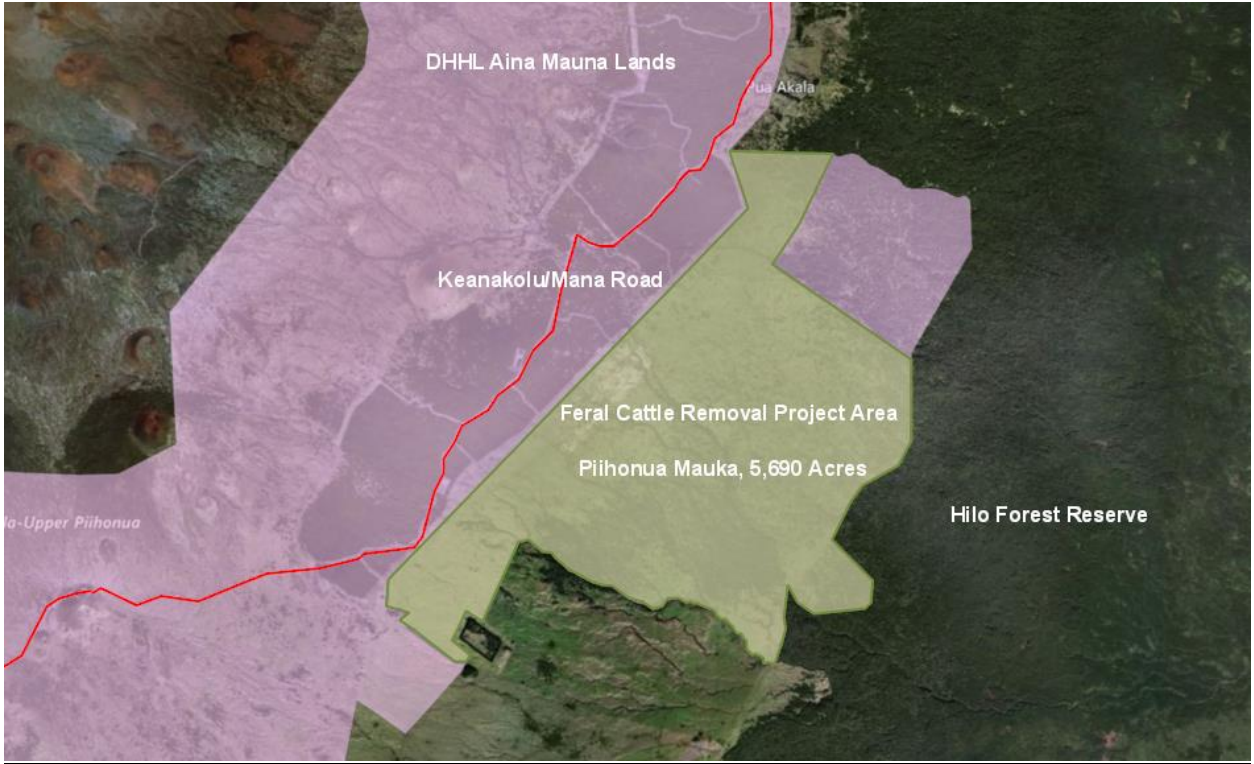 DHHL Aina Mauna Lands
Pua Akala
Keanakolu/Mana Road
Feral Cattle Removal Project Area
Piihonua Mauka, 5,690 Acres
Hilo Forest Reserve
la-Upper Piihonua